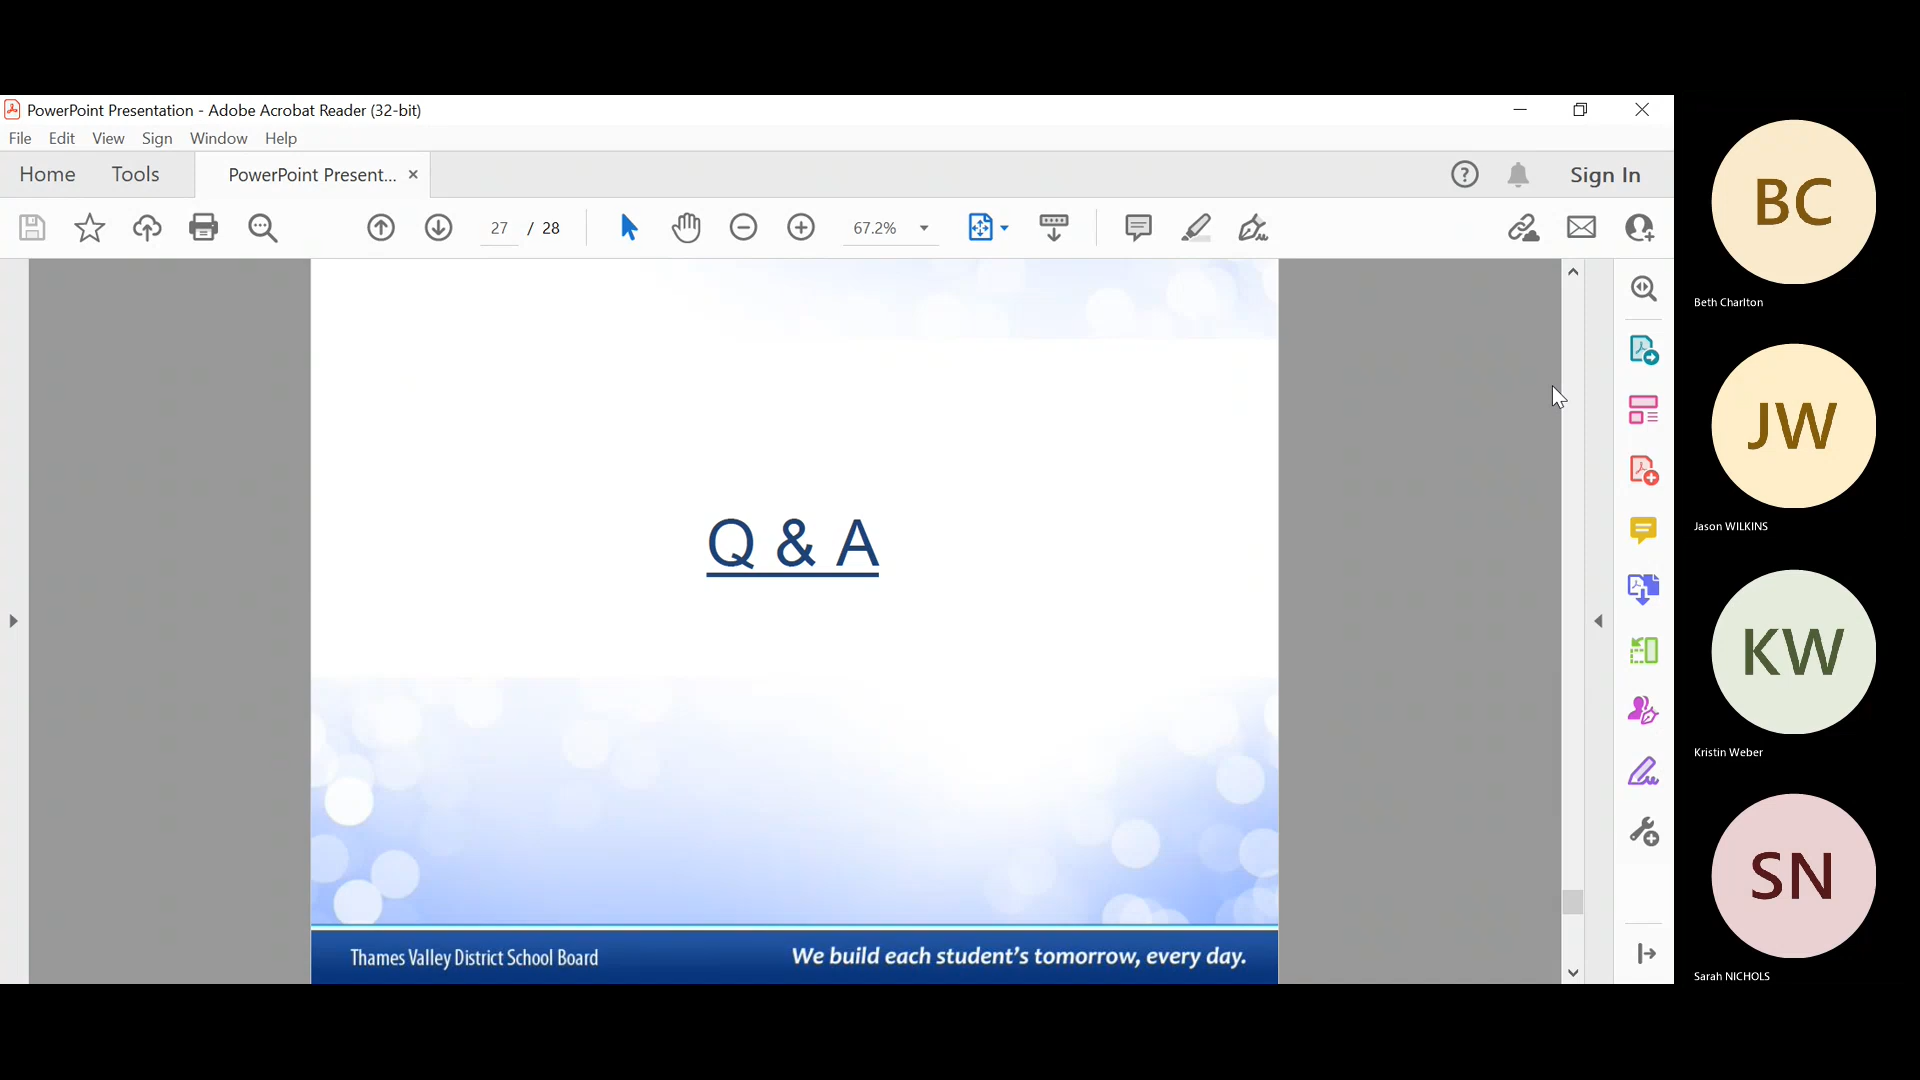 PowerPoint Presentation - Adobe Acrobat Reader (32-bit)
File Edit View Sign Window Help
Home Tools PowerPoint Present... Sign In
27 / 28 67.2%
Q & A
Thames Valley District School Board We build each student's tomorrow, every day.
BC
Beth Charlton
JW
Jason WILKINS
KW
Kristin Weber
SN
Sarah NICHOLS